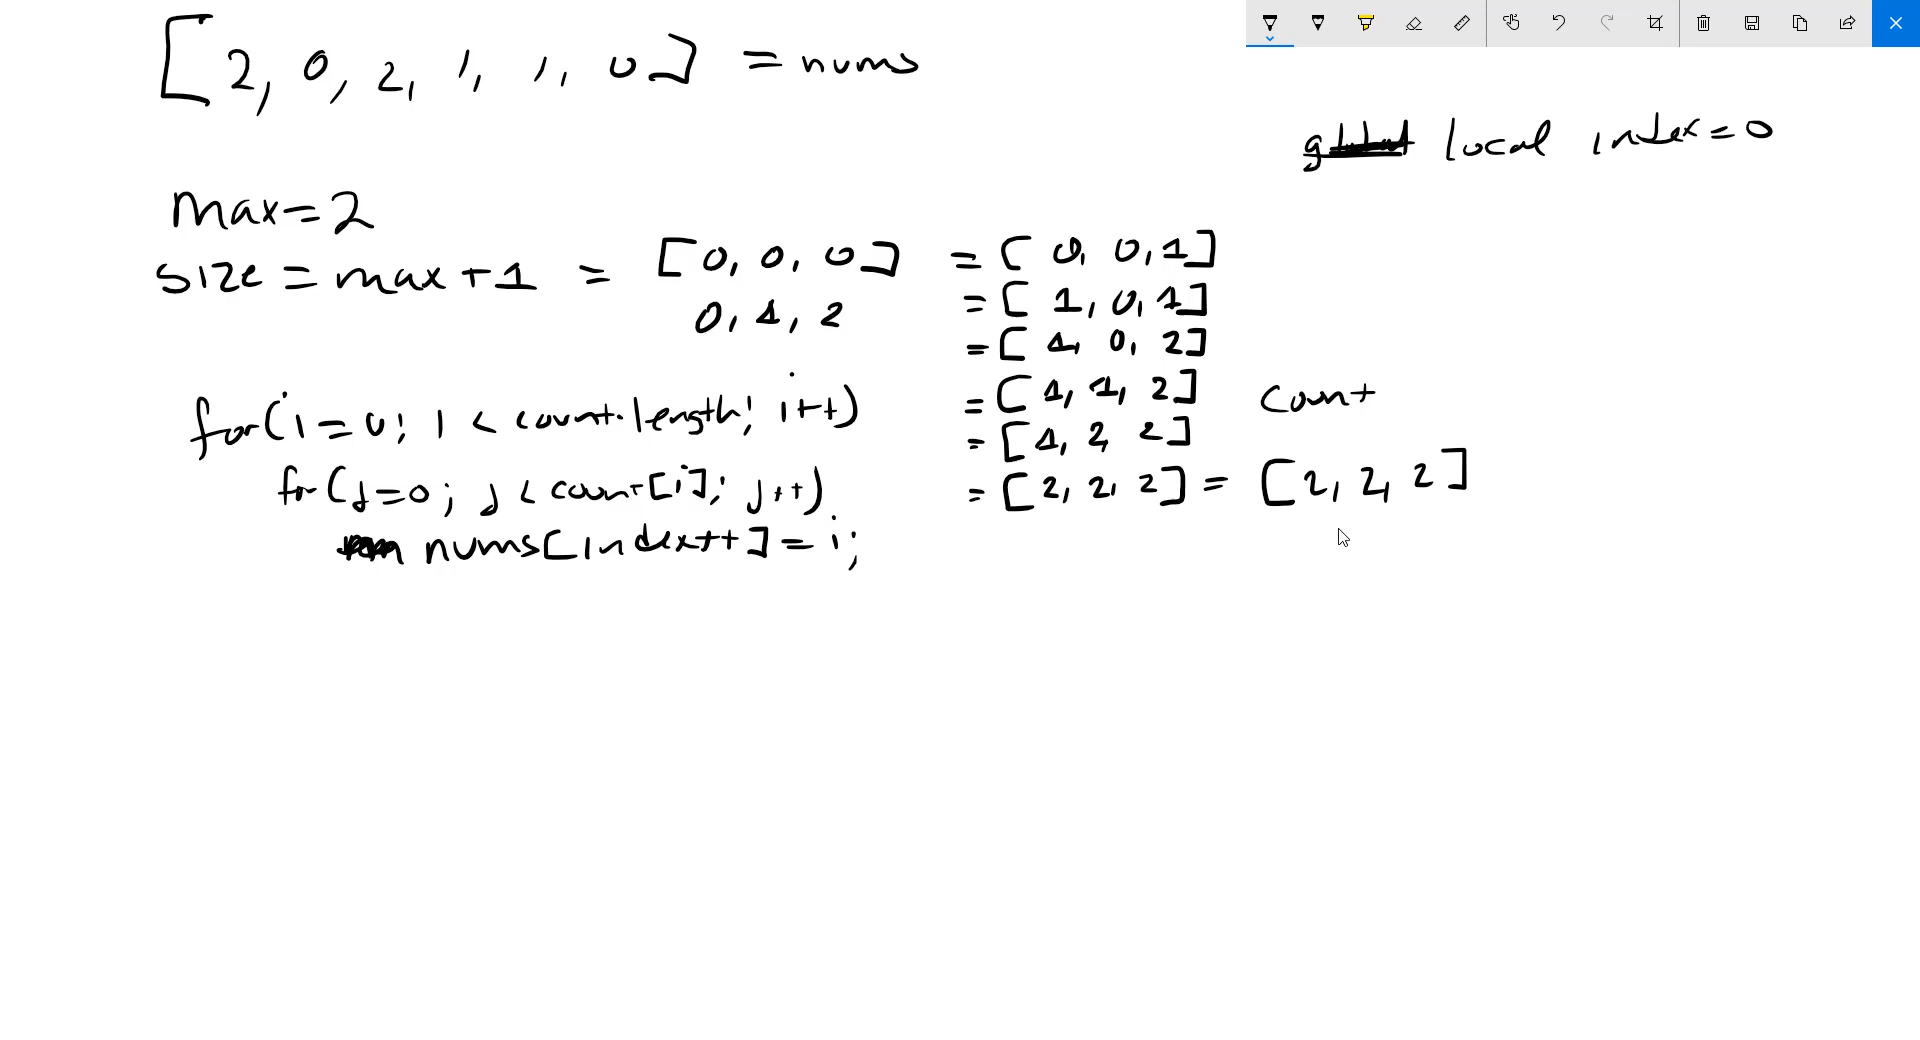 [2, 0, 2, 1, 1, 0] = nums
local index = 0
max = 2
size = max + 1 = [0, 0, 0] = [0, 0, 1]
0, 1, 2
= [1, 0, 1]
= [1, 0, 2]
= [1, 1, 2] count
for(i = 0; i < count.length; i++)
= [1, 2, 2]
for(j = 0; j < count[i]; j++)
= [2, 2, 2] = [2, 2, 2]
nums[index++] = i;